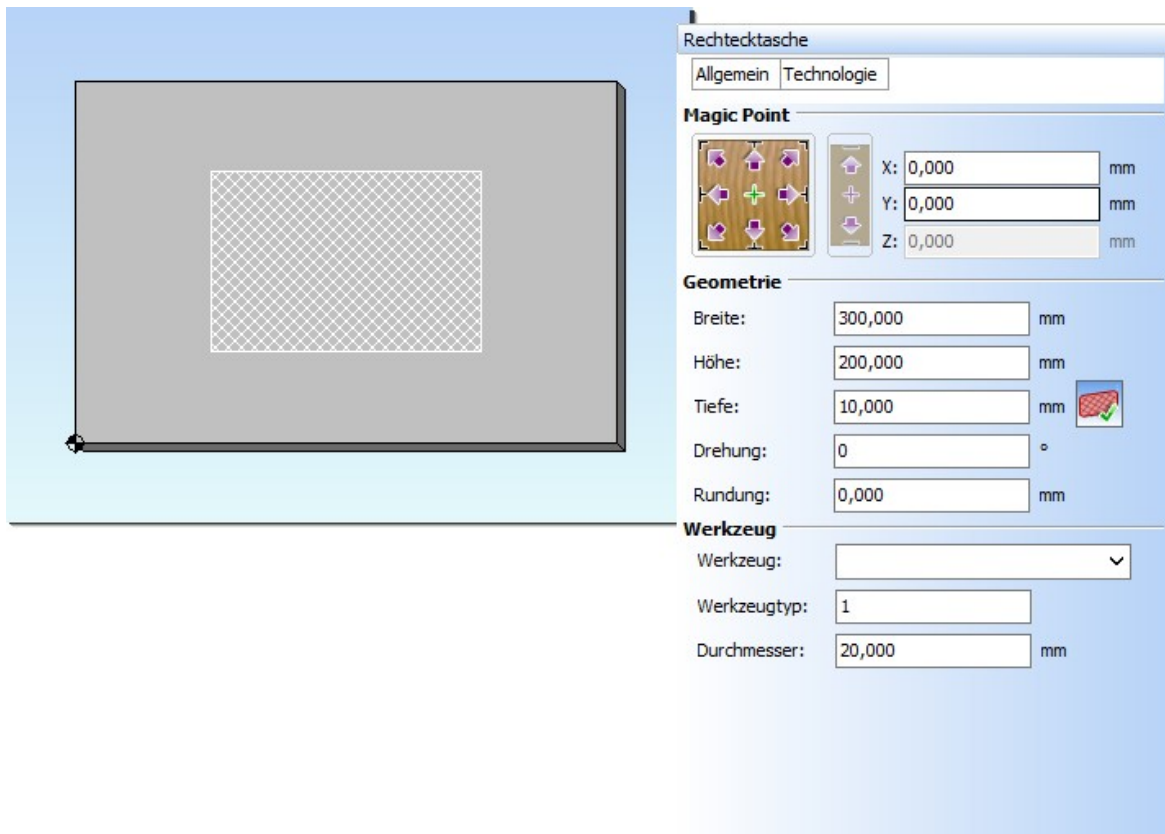 Rechtecktasche
Allgemein Technologie
Magic Point
X: 0,000 mm
Y: 0,000 mm
Z: 0,000 mm
Geometrie
Breite: 300,000 mm
Höhe: 200,000 mm
Tiefe: 10,000 mm
Drehung: 0 °
Rundung: 0,000 mm
Werkzeug
Werkzeug:
Werkzeugtyp: 1
Durchmesser: 20,000 mm